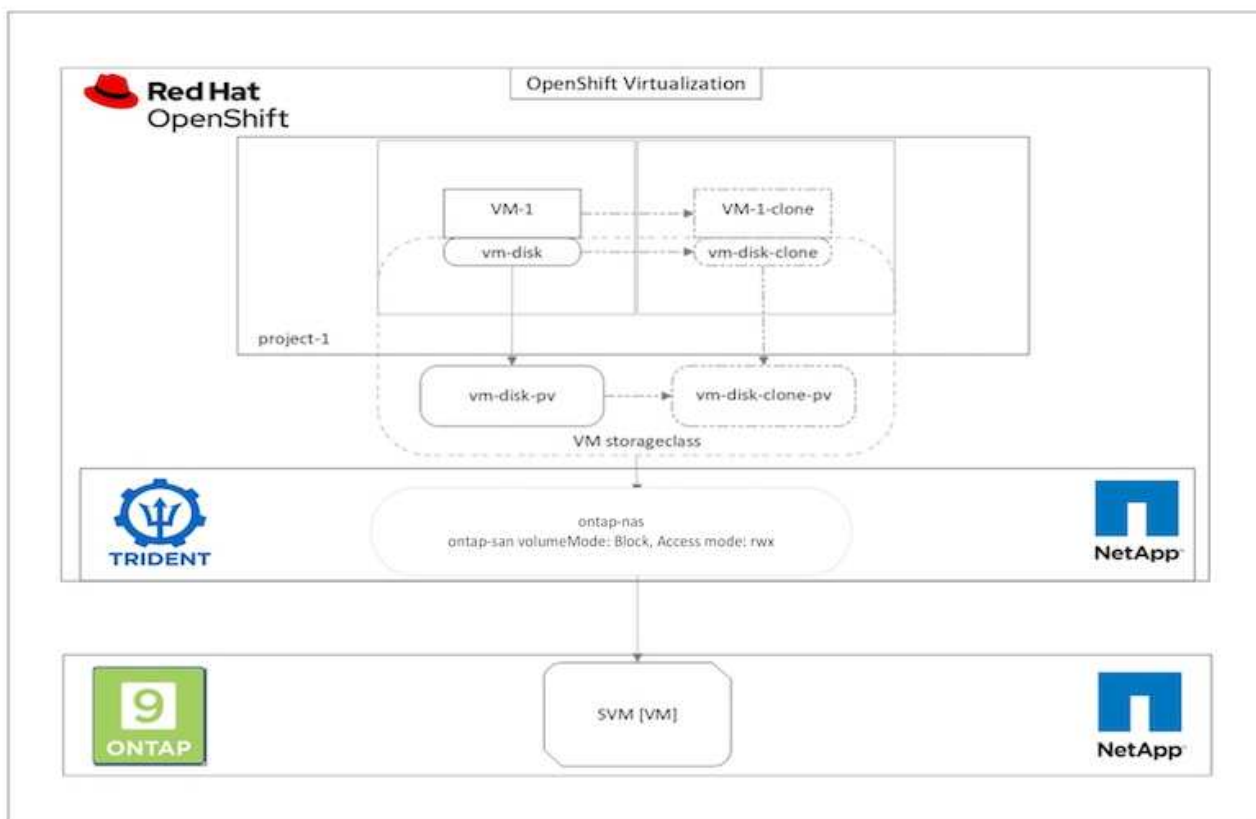 Red Hat
OpenShift
OpenShift Virtualization
VM-1
VM-1-clone
vm-disk
vm-disk-clone
project-1
vm-disk-pv
vm-disk-clone-pv
VM storageclass
TRIDENT
ontap-nas
ontap-san volumeMode: Block, Access mode: rwx
NetApp
9
ONTAP
SVM [VM]
NetApp